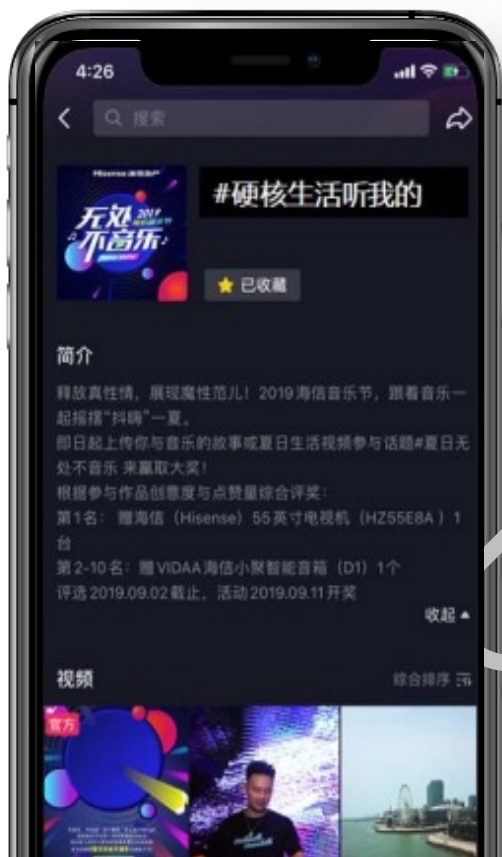 4:26
搜索
Hisense 海信电视
无处
2019
不音乐
#硬核生活听我的
已收藏
简介
释放真性情，展现魔性范儿！2019海信音乐节，跟着音乐一
起摇摆“抖嗨”一夏。
即日起上传你与音乐的故事或夏日生活视频参与话题#夏日无
处不音乐 来赢取大奖！
根据参与作品创意度与点赞量综合评奖：
第1名： 赠海信（Hisense）55英寸电视机（HZ55E8A ）1
台
第2-10名：赠VIDAA海信小聚智能音箱（D1）1个
评选2019.09.02截止，活动2019.09.11开奖
收起
视频
综合排序
官方